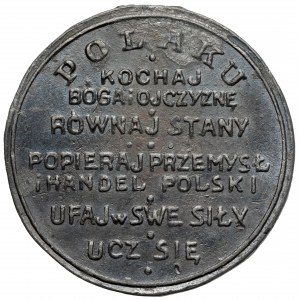 POLAKU
KOCHAJ
BOGA i OJCZYZNĘ
RÓWNAJ STANY
POPIERAJ PRZEMYSŁ
i HANDEL POLSKI
UFAJ w SWE SIŁY
UCZ SIĘ